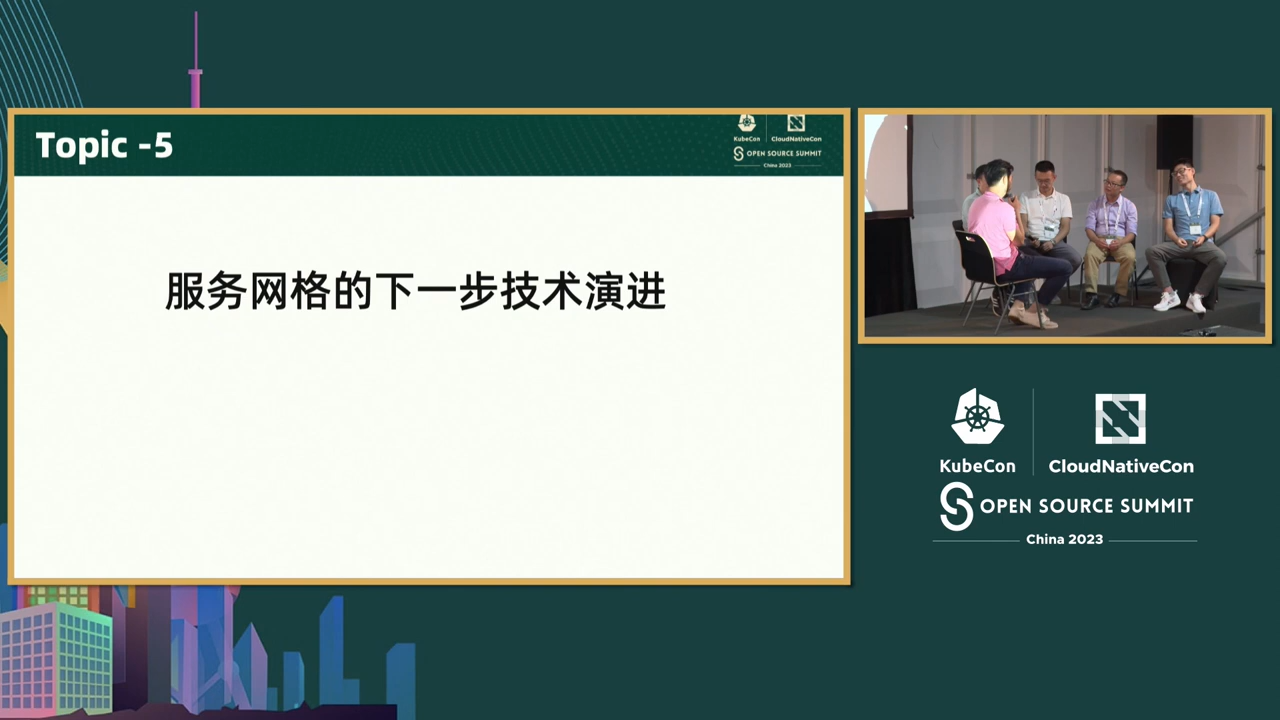 Topic -5
KubeCon
CloudNativeCon
OPEN SOURCE SUMMIT
China 2023
服务网格的下一步技术演进
KubeCon
CloudNativeCon
OPEN SOURCE SUMMIT
China 2023